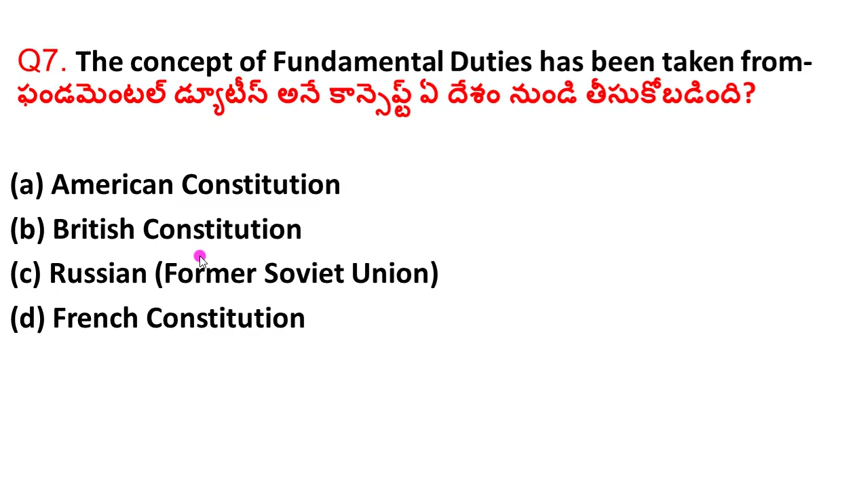 Q7. The concept of Fundamental Duties has been taken from-
ఫండమెంటల్ డ్యూటీస్ అనే కాన్సెప్ట్ ఏ దేశం నుండి తీసుకోబడింది?
(a) American Constitution
(b) British Constitution
(c) Russian (Former Soviet Union)
(d) French Constitution